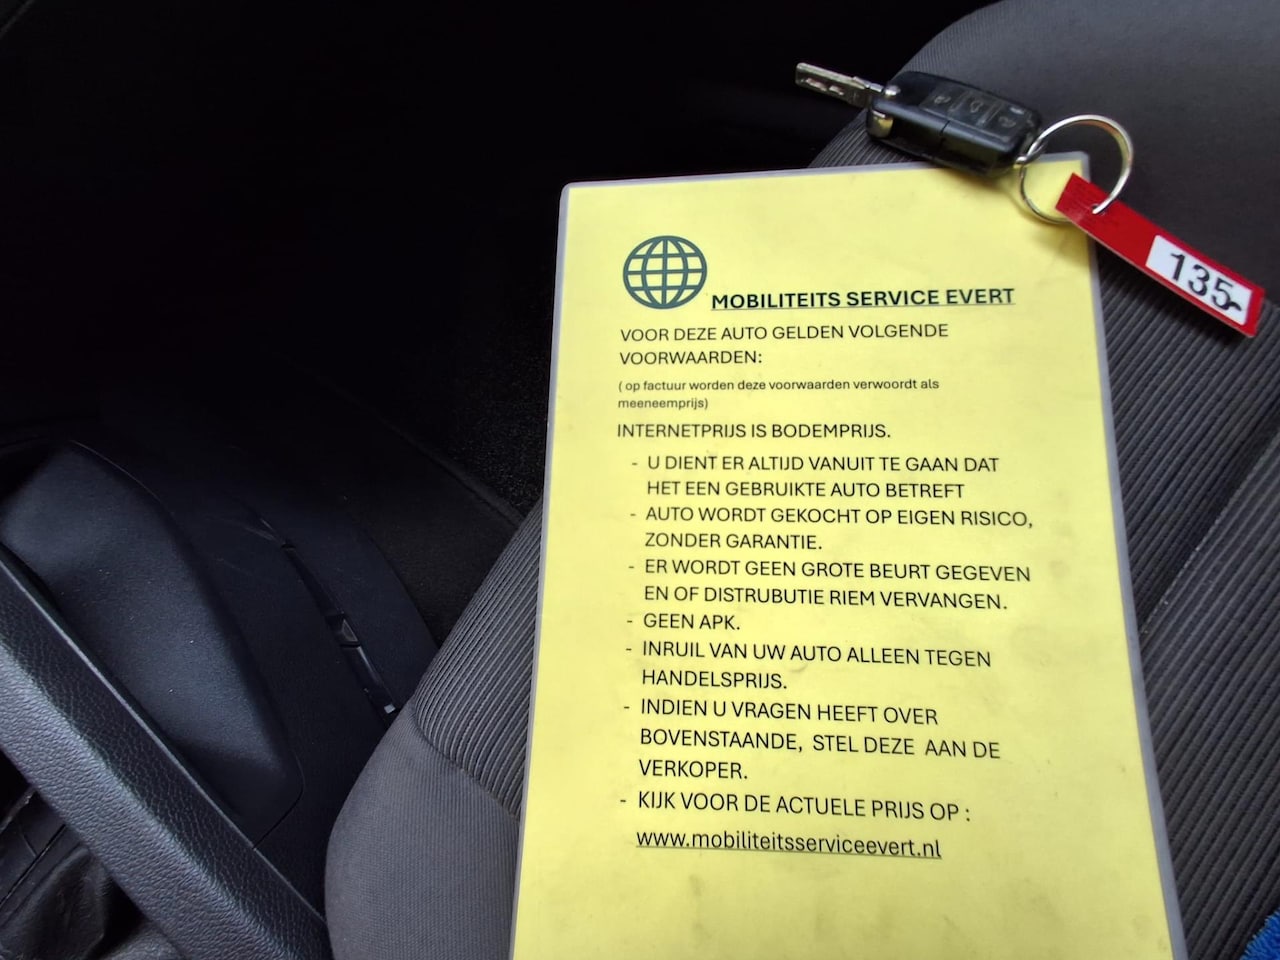 MOBILITEITS SERVICE EVERT
VOOR DEZE AUTO GELDEN VOLGENDE
VOORWAARDEN:
( op factuur worden deze voorwaarden verwoordt als
meeneemprijs)
INTERNETPRIJS IS BODEMPRIJS.
- U DIENT ER ALTIJD VANUIT TE GAAN DAT
HET EEN GEBRUIKTE AUTO BETREFT
- AUTO WORDT GEKOCHT OP EIGEN RISICO,
ZONDER GARANTIE.
- ER WORDT GEEN GROTE BEURT GEGEVEN
EN OF DISTRUBUTIE RIEM VERVANGEN.
- GEEN APK.
- INRUIL VAN UW AUTO ALLEEN TEGEN
HANDELSPRIJS.
- INDIEN U VRAGEN HEEFT OVER
BOVENSTAANDE, STEL DEZE AAN DE
VERKOPER.
- KIJK VOOR DE ACTUELE PRIJS OP :
www.mobiliteitsserviceevert.nl
135-